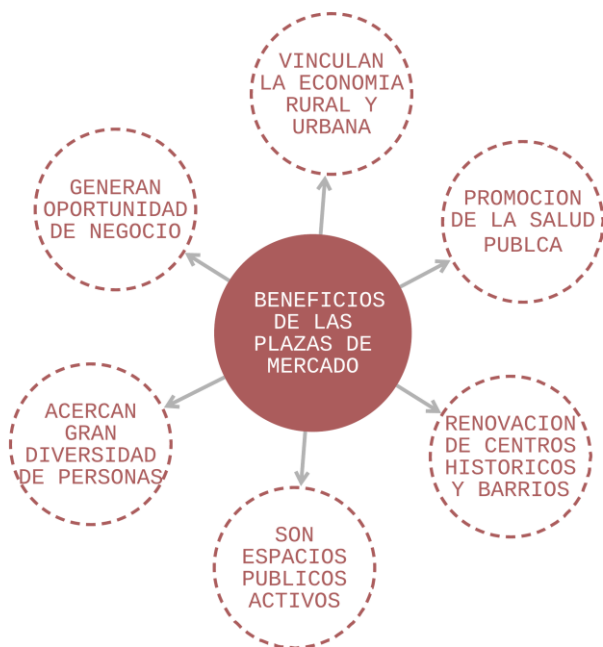 VINCULAN
LA ECONOMIA
RURAL Y
URBANA
GENERAN
OPORTUNIDAD
DE NEGOCIO
PROMOCION
DE LA SALUD
PUBLCA
BENEFICIOS
DE LAS
PLAZAS DE
MERCADO
ACERCAN
GRAN
DIVERSIDAD
DE PERSONAS
RENOVACION
DE CENTROS
HISTORICOS
Y BARRIOS
SON
ESPACIOS
PUBLICOS
ACTIVOS